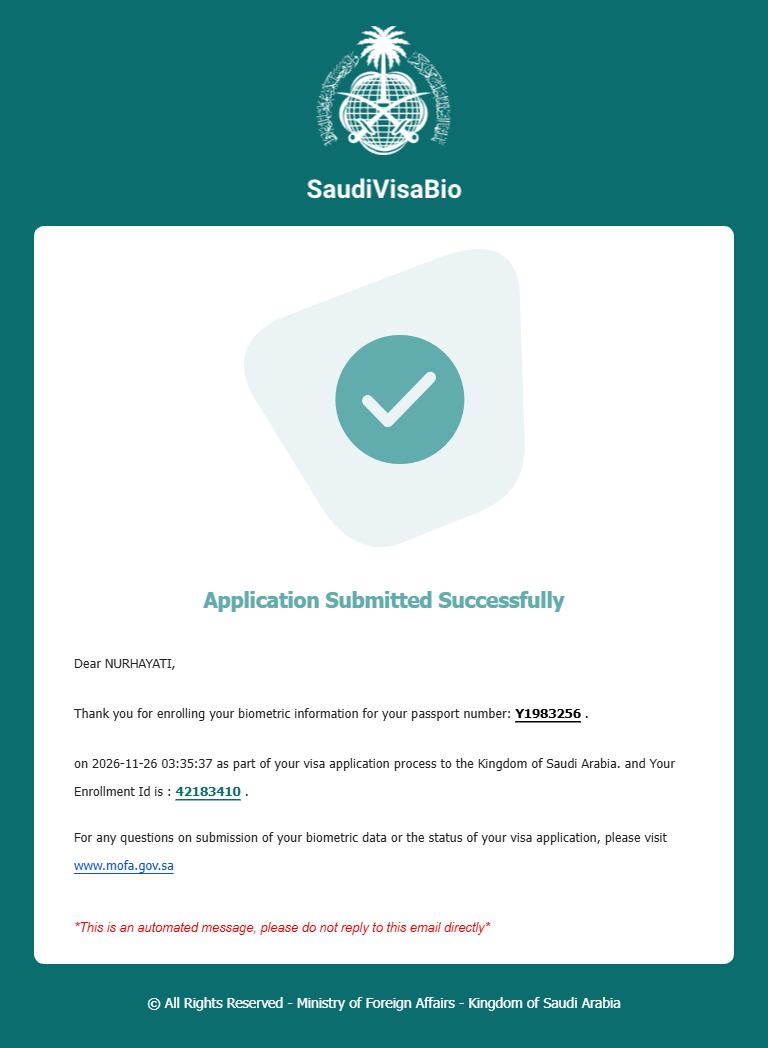 SaudiVisaBio
Application Submitted Successfully
Dear NURHAYATI,
Thank you for enrolling your biometric information for your passport number: Y1983256 .
on 2026-11-26 03:35:37 as part of your visa application process to the Kingdom of Saudi Arabia. and Your
Enrollment Id is : 42183410 .
For any questions on submission of your biometric data or the status of your visa application, please visit
www.mofa.gov.sa
*This is an automated message, please do not reply to this email directly*
© All Rights Reserved - Ministry of Foreign Affairs - Kingdom of Saudi Arabia